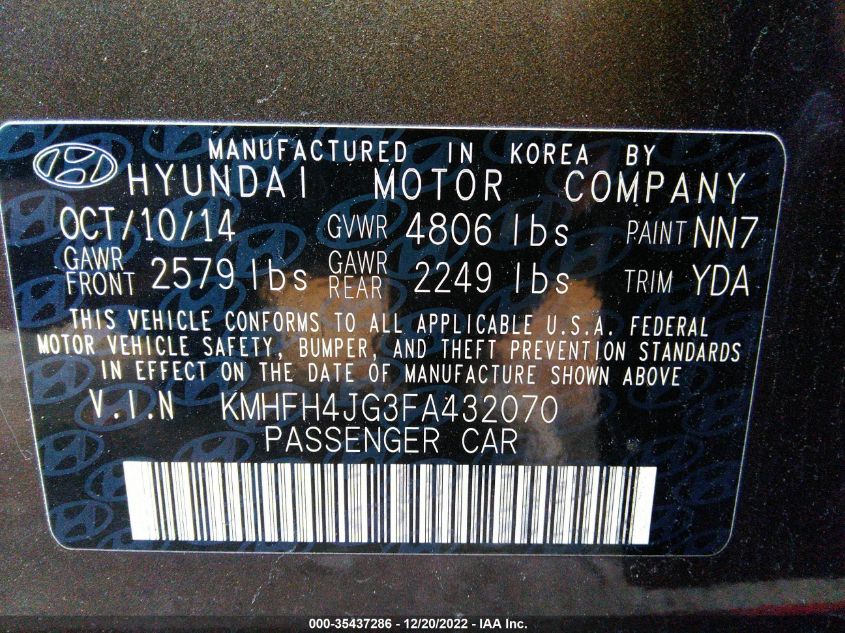 MANUFACTURED IN KOREA BY
HYUNDAI MOTOR COMPANY
OCT/10/14 GVWR 4806 lbs PAINT NN7
GAWR FRONT 2579 lbs GAWR REAR 2249 lbs TRIM YDA
THIS VEHICLE CONFORMS TO ALL APPLICABLE U.S.A. FEDERAL
MOTOR VEHICLE SAFETY, BUMPER, AND THEFT PREVENTION STANDARDS
IN EFFECT ON THE DATE OF MANUFACTURE SHOWN ABOVE
V.I.N KMHFH4JG3FA432070
PASSENGER CAR
000-35437286 - 12/20/2022 - IAA Inc.